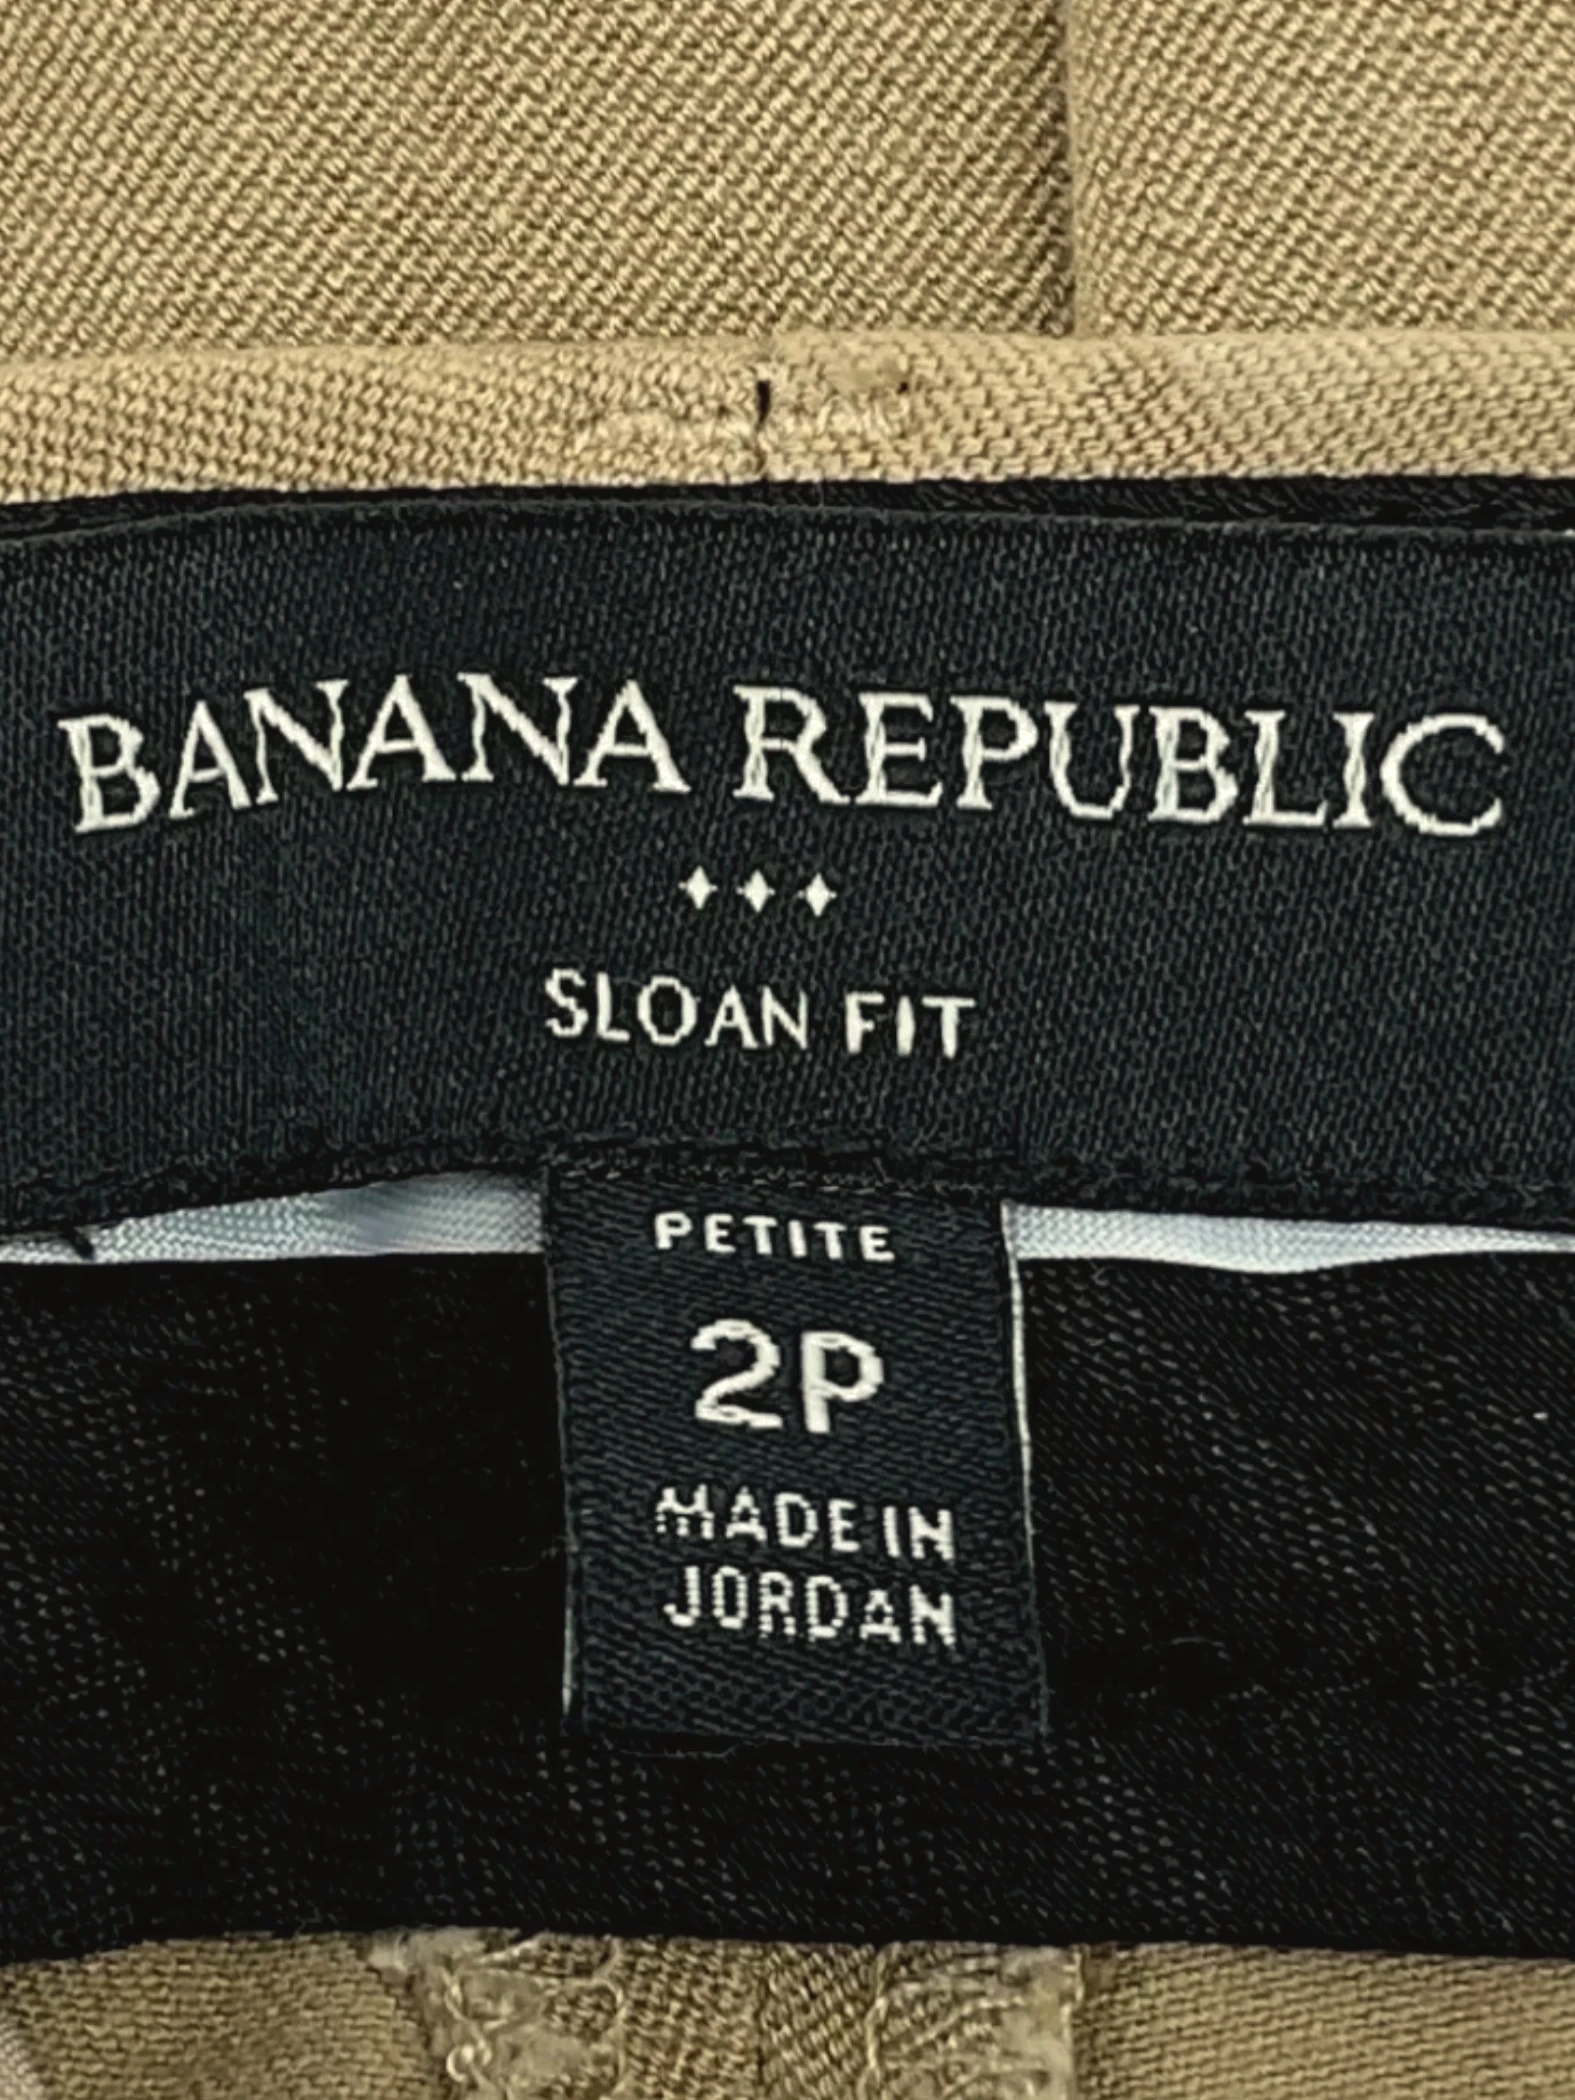 BANANA REPUBLIC
SLOAN FIT
PETITE
2P
MADE IN
JORDAN